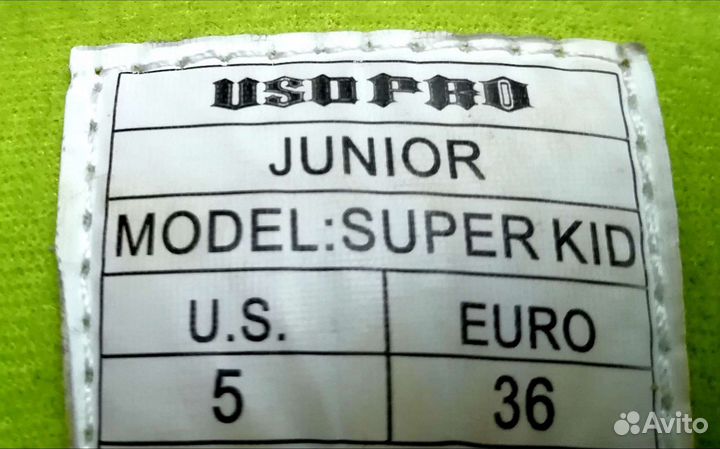 USD PRO
JUNIOR
MODEL:SUPER KID
U.S. EURO
5 36
Avito